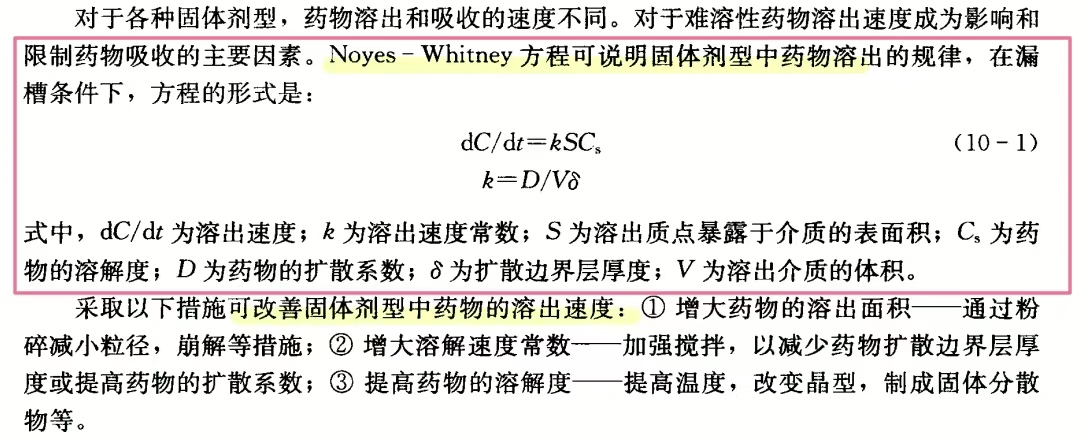 对于各种固体剂型，药物溶出和吸收的速度不同。对于难溶性药物溶出速度成为影响和
限制药物吸收的主要因素。Noyes-Whitney 方程可说明固体剂型中药物溶出的规律，在漏
槽条件下，方程的形式是：
dC/dt=kSCₛ （10-1）
k=D/Vδ
式中，dC/dt 为溶出速度；k 为溶出速度常数；S 为溶出质点暴露于介质的表面积；Cₛ 为药
物的溶解度；D 为药物的扩散系数；δ 为扩散边界层厚度；V 为溶出介质的体积。
采取以下措施可改善固体剂型中药物的溶出速度：① 增大药物的溶出面积——通过粉
碎减小粒径，崩解等措施；② 增大溶解速度常数——加强搅拌，以减少药物扩散边界层厚
度或提高药物的扩散系数；③ 提高药物的溶解度——提高温度，改变晶型，制成固体分散
物等。